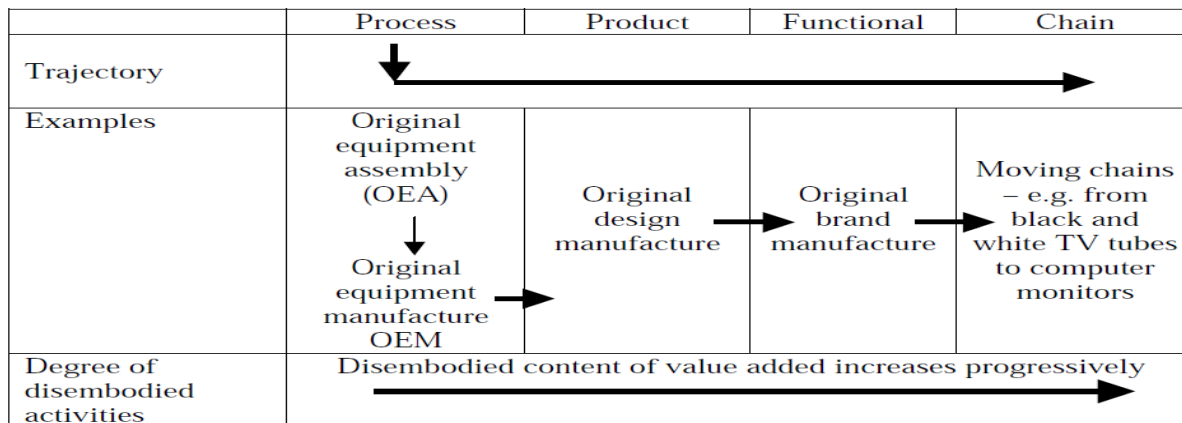 Process
Product
Functional
Chain
Trajectory
Examples
Original
equipment
assembly
(OEA)
Original
equipment
manufacture
OEM
Original
design
manufacture
Original
brand
manufacture
Moving chains
– e.g. from
black and
white TV tubes
to computer
monitors
Degree of
disembodied
activities
Disembodied content of value added increases progressively